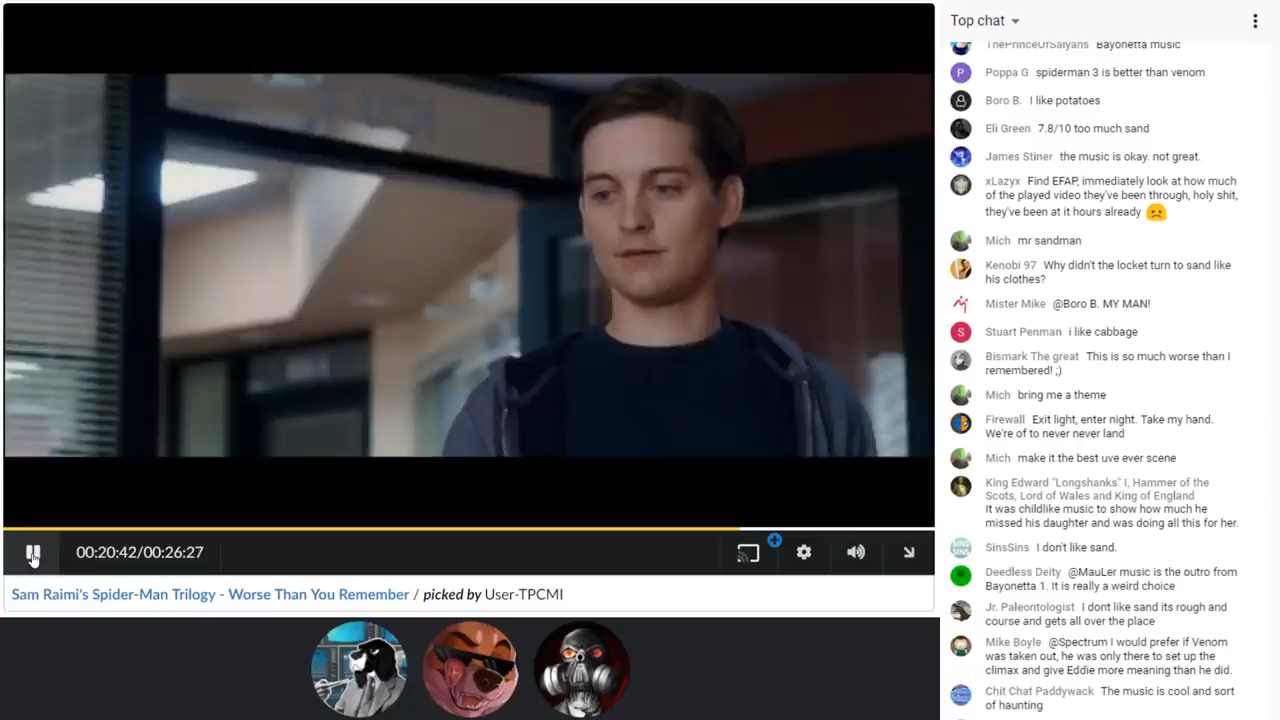 00:20:42/00:26:27
Sam Raimi's Spider-Man Trilogy - Worse Than You Remember / picked by User-TPCMI
Top chat
ThePrinceOfSaiyans Bayonetta music
P
Poppa G spiderman 3 is better than venom
Boro B. I like potatoes
Eli Green 7.8/10 too much sand
James Stiner the music is okay. not great.
xLazyx Find EFAP, immediately look at how much
of the played video they've been through, holy shit,
they've been at it hours already
Mich mr sandman
Kenobi 97 Why didn't the locket turn to sand like
his clothes?
Mister Mike @Boro B. MY MAN!
S
Stuart Penman i like cabbage
Bismark The great This is so much worse than I
remembered! ;)
Mich bring me a theme
Firewall Exit light, enter night. Take my hand.
We're of to never never land
Mich make it the best uve ever scene
King Edward "Longshanks" I, Hammer of the
Scots, Lord of Wales and King of England
It was childlike music to show how much he
missed his daughter and was doing all this for her.
SINS
SINS
SinsSins I don't like sand.
Deedless Deity @MauLer music is the outro from
Bayonetta 1. It is really a weird choice
Jr. Paleontologist I dont like sand its rough and
course and gets all over the place
Mike Boyle @Spectrum I would prefer if Venom
was taken out, he was only there to set up the
climax and give Eddie more meaning than he did.
Chit Chat Paddywack The music is cool and sort
of haunting